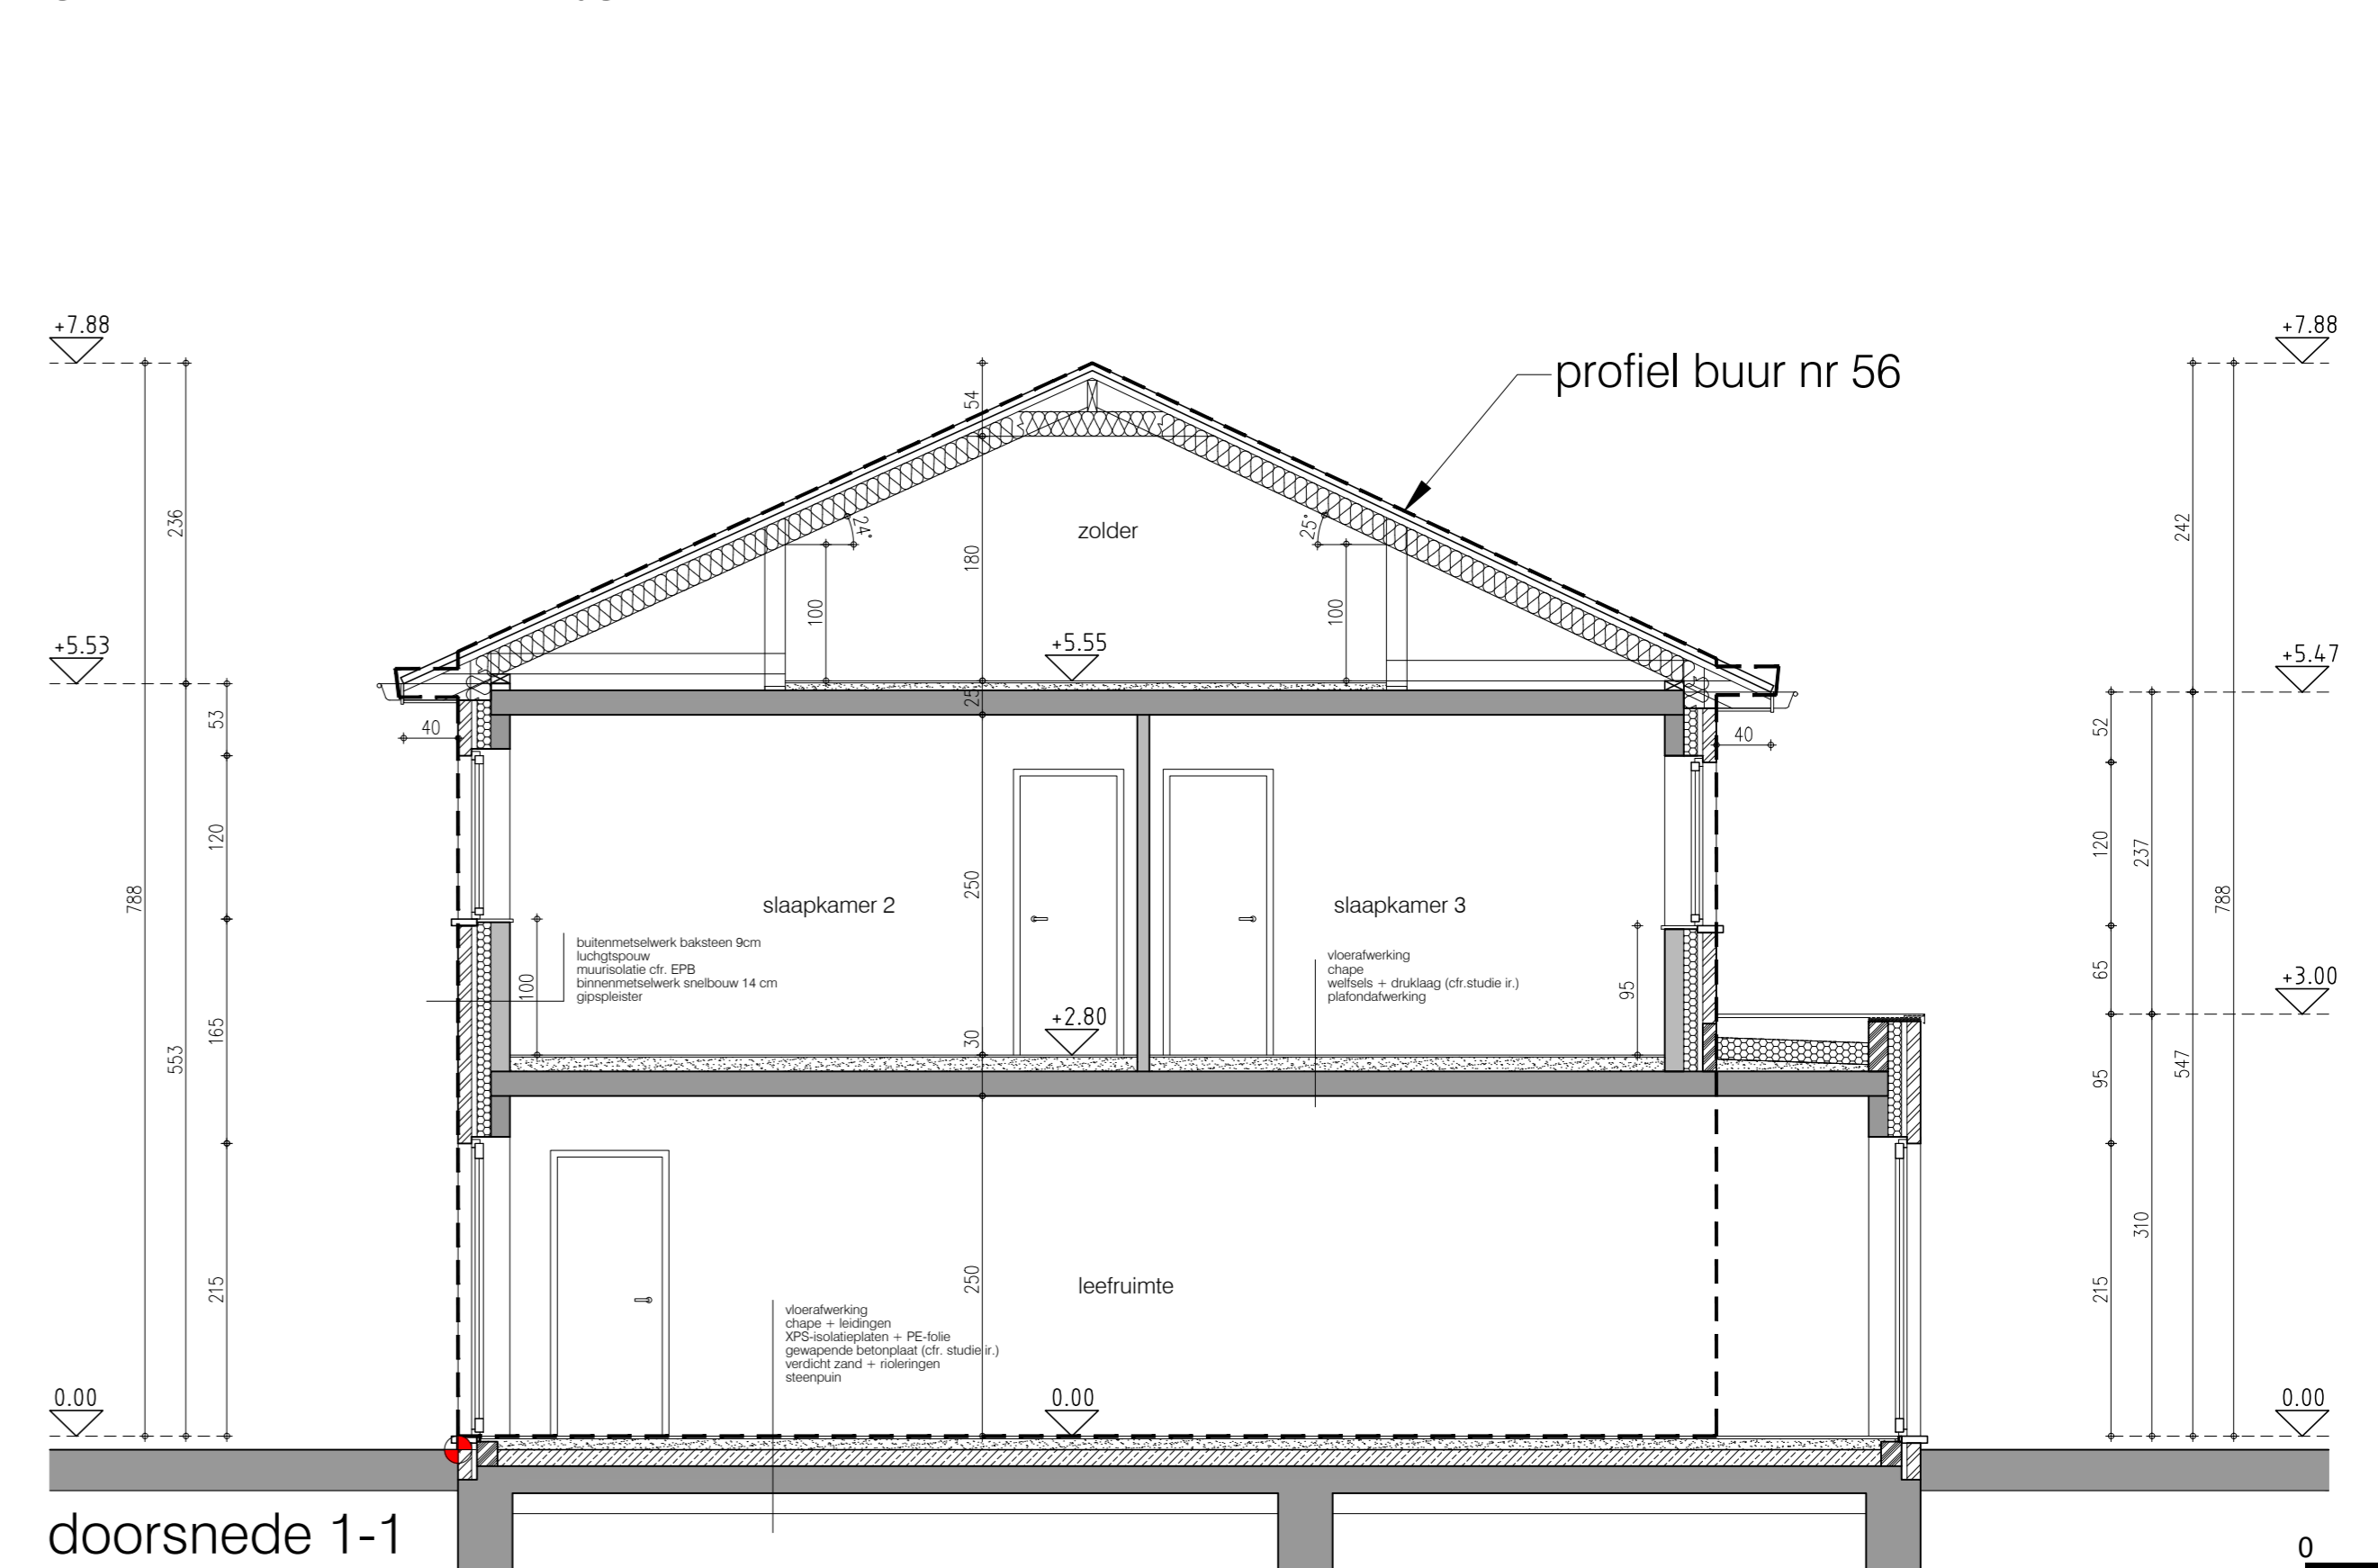 +7.88
+7.88
profiel buur nr 56
54
236
242
24°
25°
zolder
180
100
100
+5.53
+5.55
+5.47
25
53
40
40
52
120
120
237
788
788
250
slaapkamer 2
slaapkamer 3
buitenmetselwerk baksteen 9cm
luchgtspouw
muurisolatie cfr. EPB
binnenmetselwerk snelbouw 14 cm
gipspleister
vloerafwerking
chape
welfsels + druklaag (cfr.studie ir.)
plafondafwerking
100
95
65
+3.00
+2.80
30
165
553
95
547
310
215
215
250
leefruimte
vloerafwerking
chape + leidingen
XPS-isolatieplaten + PE-folie
gewapende betonplaat (cfr. studie ir.)
verdicht zand + rioleringen
steenpuin
0.00
0.00
0.00
doorsnede 1-1
0